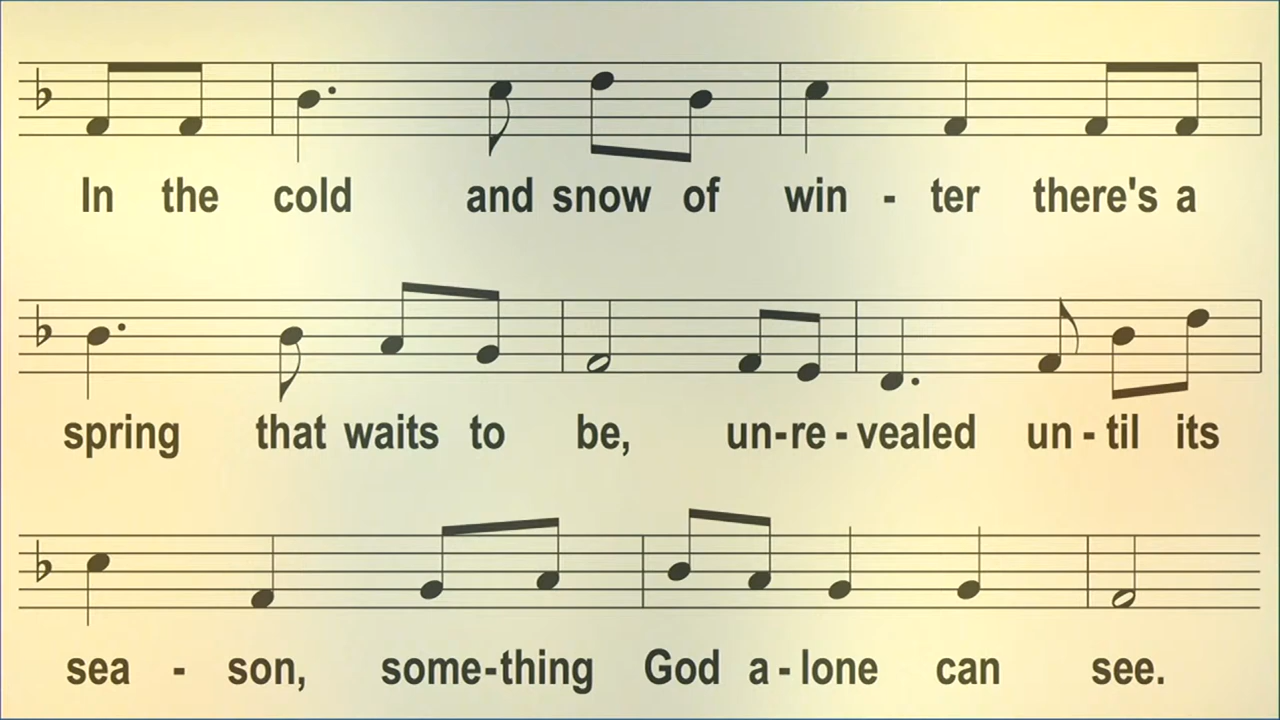 In the cold and snow of win - ter there's a
spring that waits to be, un-re - vealed un - til its
sea - son, some-thing God a - lone can see.